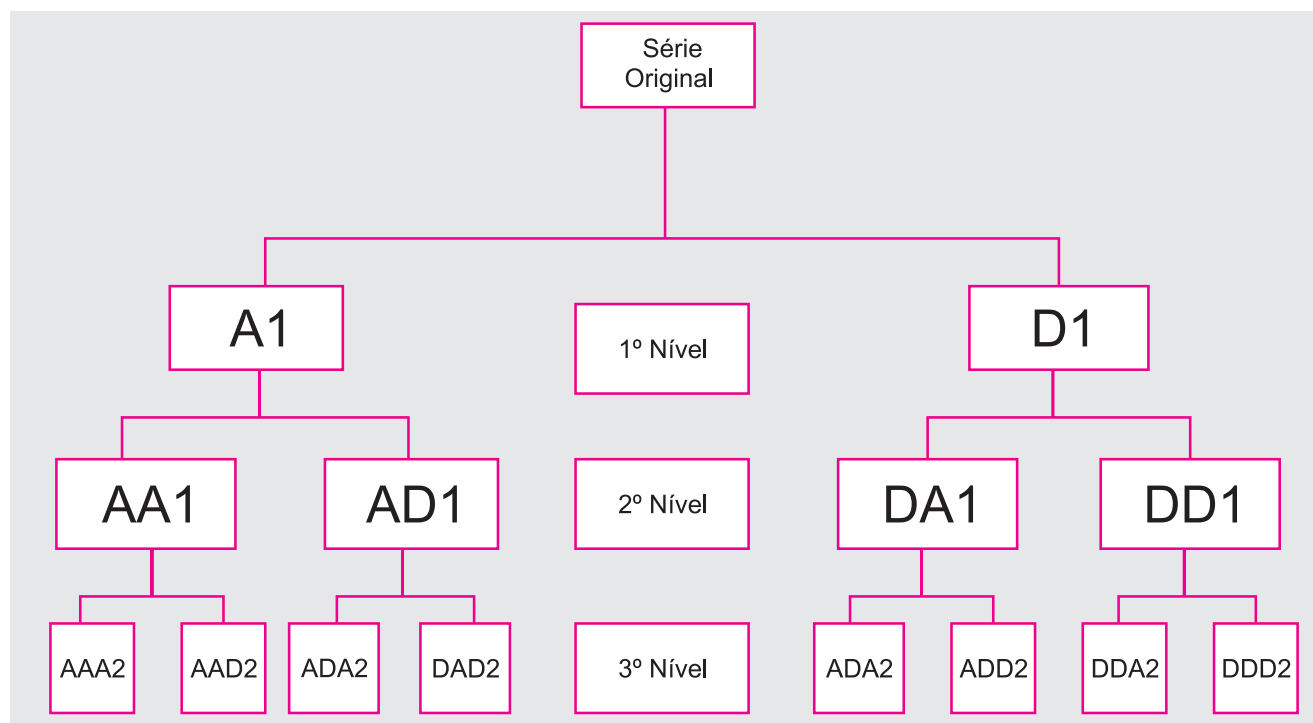 Série
Original
A1
1º Nível
D1
AA1
AD1
2º Nível
DA1
DD1
AAA2
AAD2
ADA2
DAD2
3º Nível
ADA2
ADD2
DDA2
DDD2